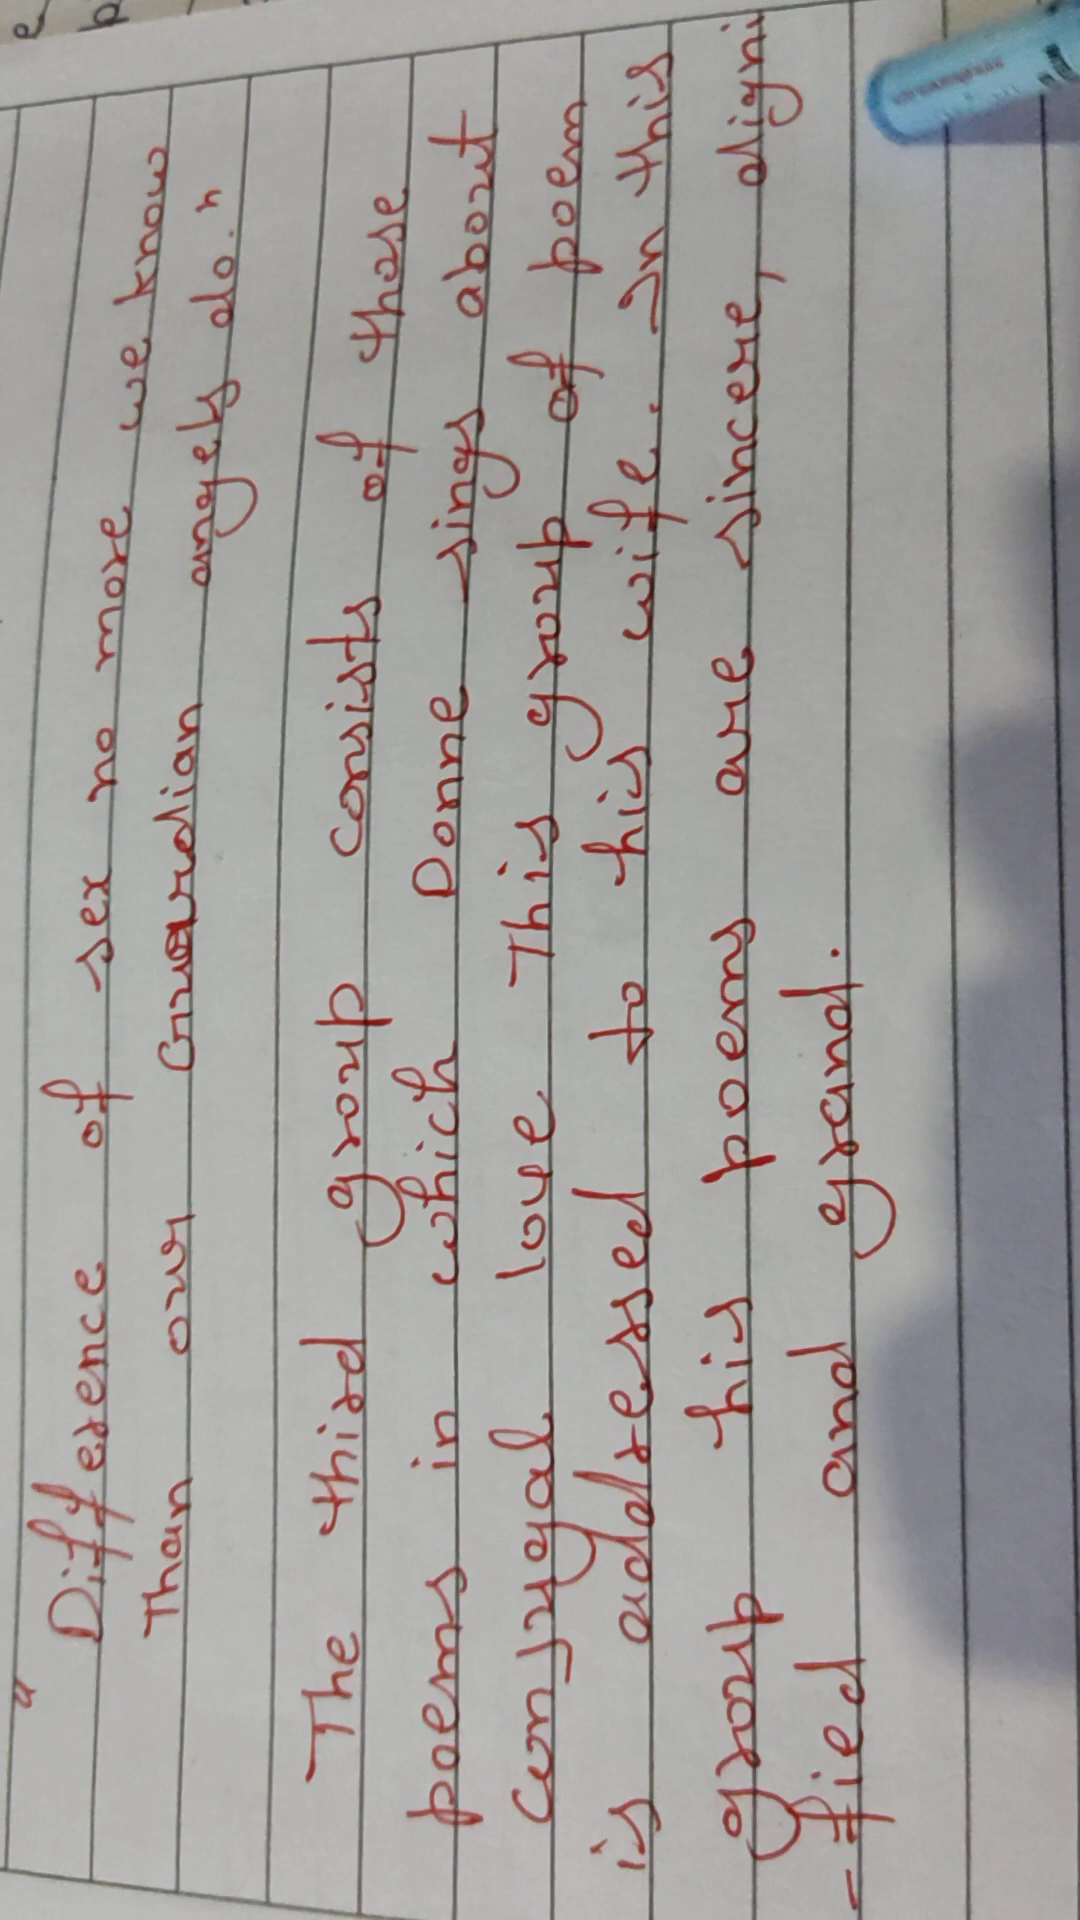 "
Difference of sex no more we know
Than our Guardian angels do."
The third group consists of those
poems in which Donne sings about
Conjugal love This group of poem
is addressed to his wife. In this
group his poems are sincere, digni
-fied and grand.